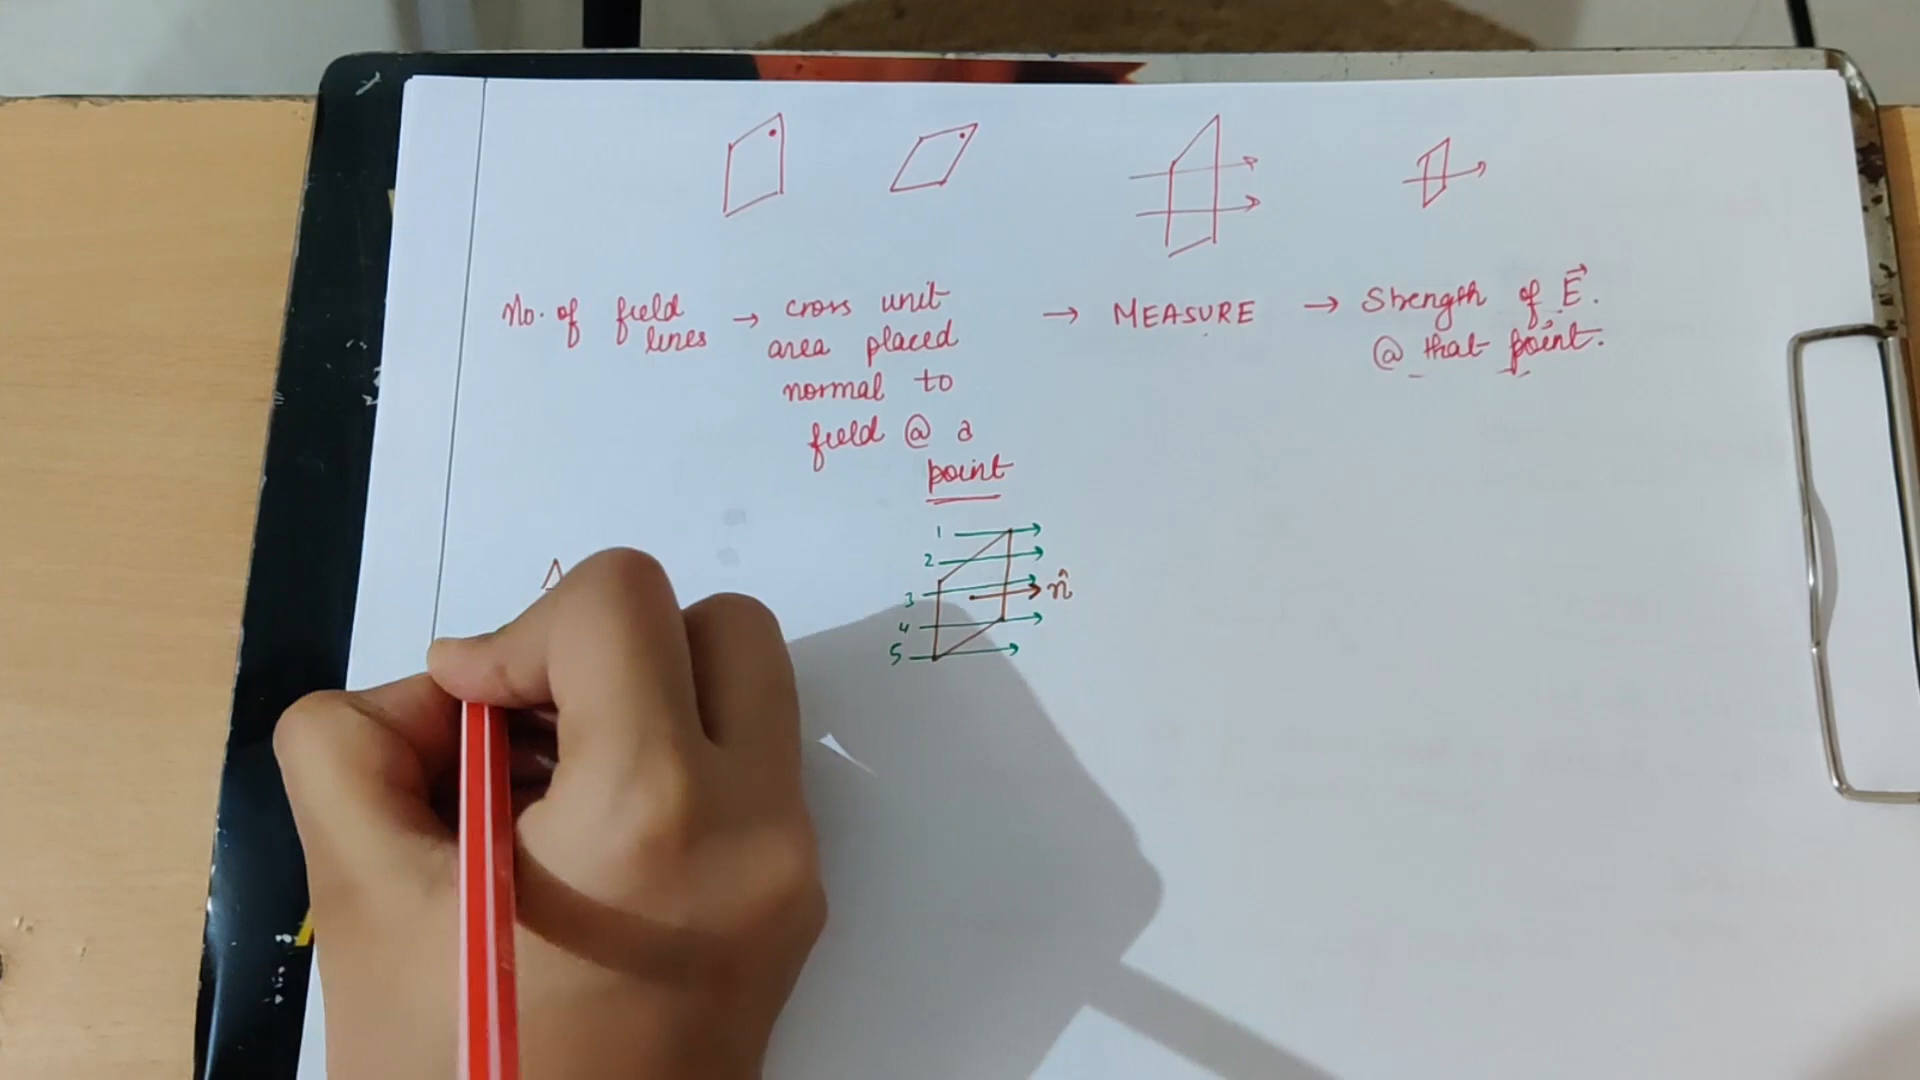 No. of field lines → cross unit area placed normal to field @ a point → MEASURE → Strength of E⃗. @ that point.
1
2
3
n̂
4
5